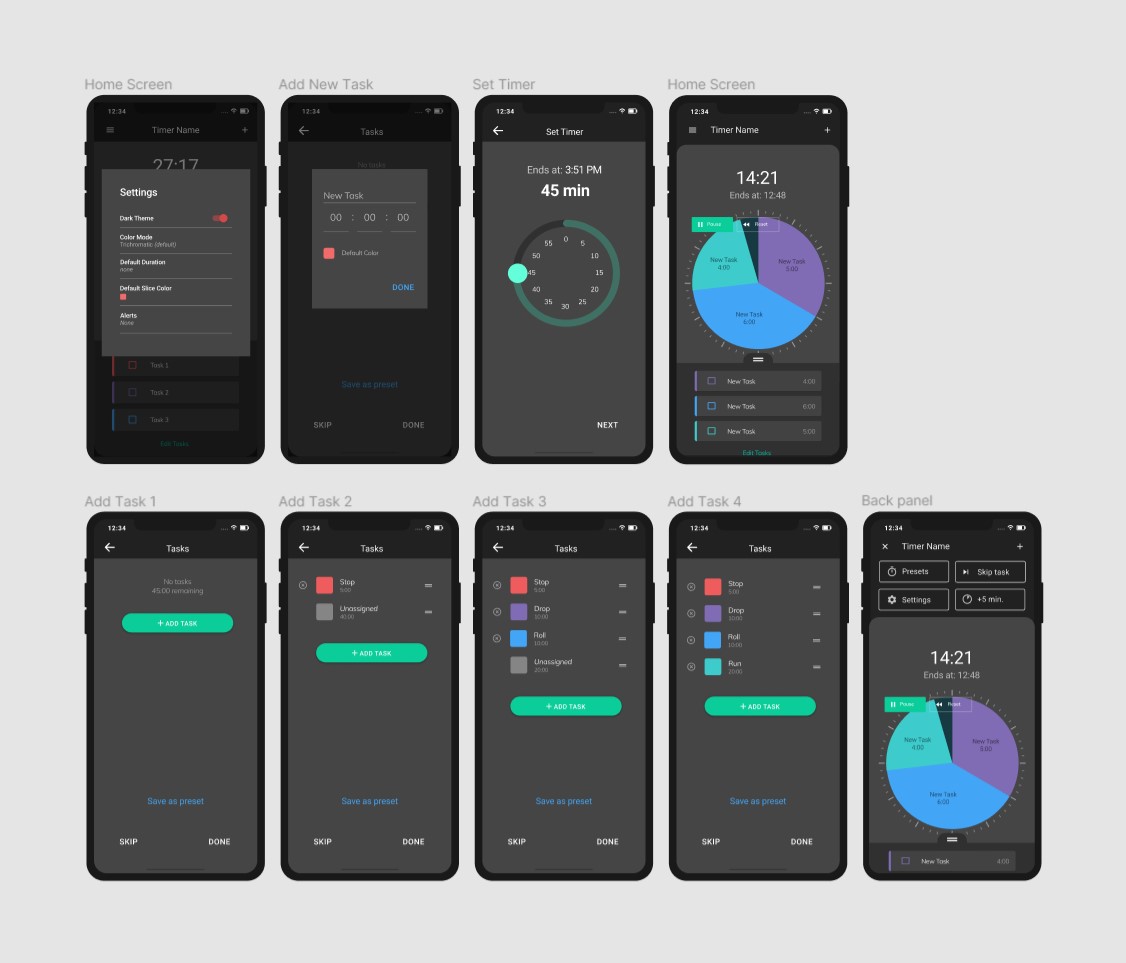 Home Screen
12:34
Timer Name
27:17
Settings
Dark Theme
Color Mode
Trichromatic (default)
Default Duration
none
Default Slice Color
Alerts
None
Task 1
Task 2
Task 3
Edit Tasks
Add New Task
12:34
Tasks
No tasks
New Task
00 : 00 : 00
Default Color
DONE
Save as preset
SKIP DONE
Set Timer
12:34
Set Timer
Ends at: 3:51 PM
45 min
0
5
10
15
20
25
30
35
40
45
50
55
NEXT
Home Screen
12:34
Timer Name
14:21
Ends at: 12:48
Pause
Reset
New Task
4:00
New Task
5:00
New Task
6:00
New Task 4:00
New Task 6:00
New Task 5:00
Edit Tasks
Add Task 1
12:34
Tasks
No tasks
45:00 remaining
+ ADD TASK
Save as preset
SKIP DONE
Add Task 2
12:34
Tasks
Stop
5:00
Unassigned
40:00
+ ADD TASK
Save as preset
SKIP DONE
Add Task 3
12:34
Tasks
Stop
5:00
Drop
10:00
Roll
10:00
Unassigned
20:00
+ ADD TASK
Save as preset
SKIP DONE
Add Task 4
12:34
Tasks
Stop
5:00
Drop
10:00
Roll
10:00
Run
20:00
+ ADD TASK
Save as preset
SKIP DONE
Back panel
12:34
Timer Name
Presets
Skip task
Settings
+5 min.
14:21
Ends at: 12:48
Pause
Reset
New Task
4:00
New Task
5:00
New Task
6:00
New Task 4:00